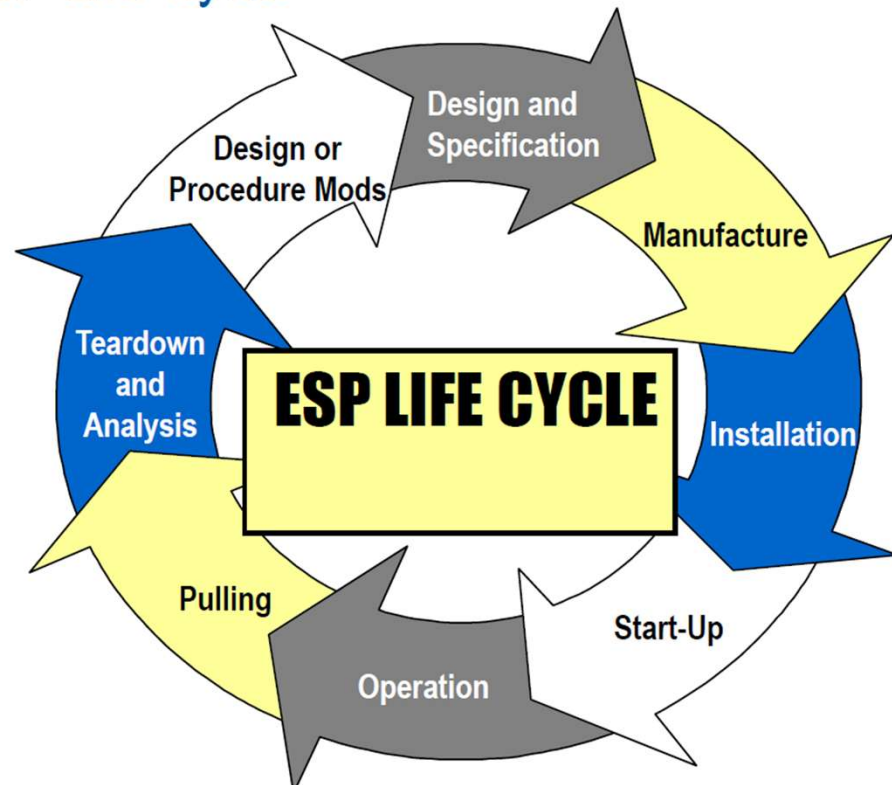 Design and
Specification
Manufacture
Installation
Start-Up
Operation
Pulling
Teardown
and
Analysis
Design or
Procedure Mods
ESP LIFE CYCLE